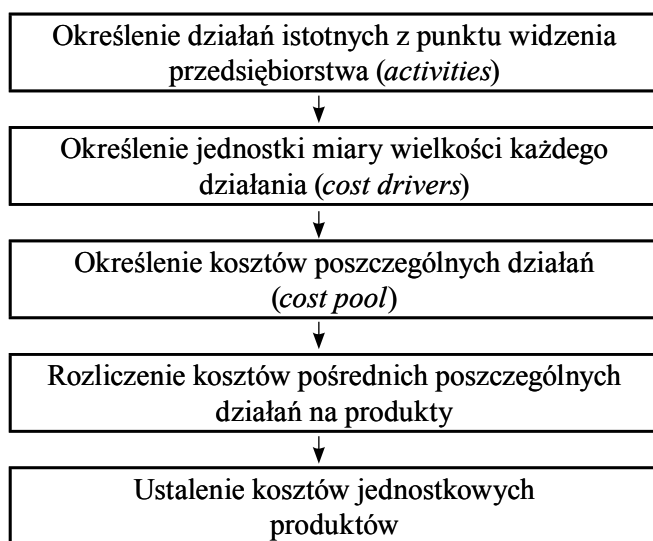 Określenie działań istotnych z punktu widzenia
przedsiębiorstwa (activities)
Określenie jednostki miary wielkości każdego
działania (cost drivers)
Określenie kosztów poszczególnych działań
(cost pool)
Rozliczenie kosztów pośrednich poszczególnych
działań na produkty
Ustalenie kosztów jednostkowych
produktów